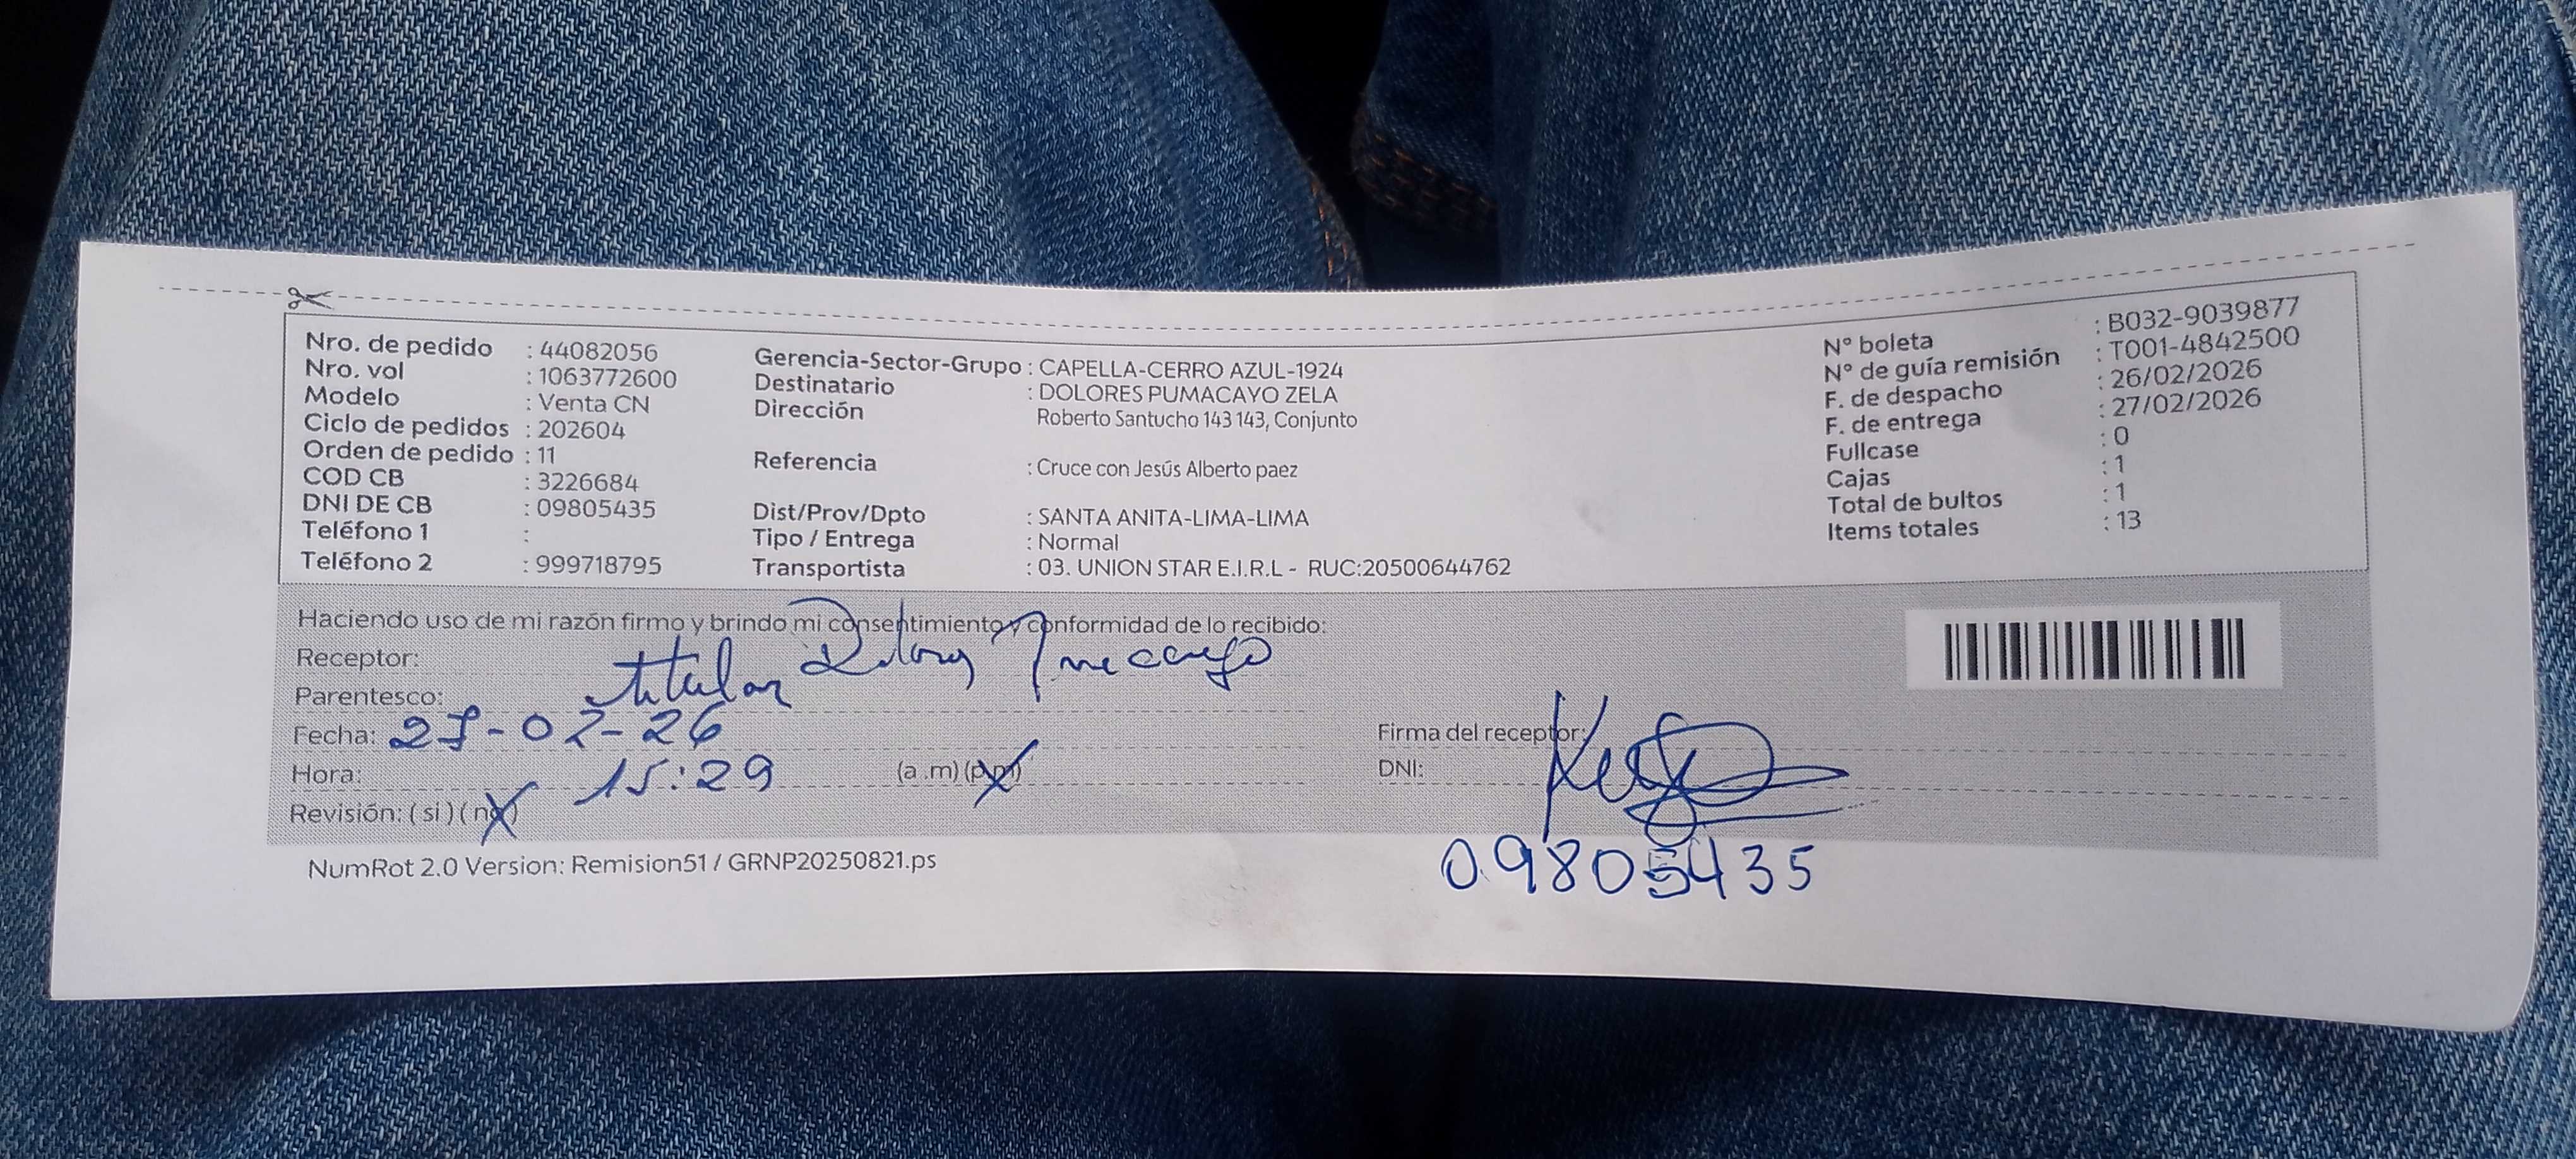 Nro. de pedido : 44082056
Nro. vol : 1063772600
Modelo : Venta CN
Ciclo de pedidos : 202604
Orden de pedido : 11
COD CB : 3226684
DNI DE CB : 09805435
Teléfono 1 :
Teléfono 2 : 999718795
Gerencia-Sector-Grupo : CAPELLA-CERRO AZUL-1924
Destinatario : DOLORES PUMACAYO ZELA
Dirección Roberto Santucho 143 143, Conjunto
Referencia : Cruce con Jesús Alberto paez
Dist/Prov/Dpto : SANTA ANITA-LIMA-LIMA
Tipo / Entrega : Normal
Transportista : 03. UNION STAR E.I.R.L - RUC:20500644762
N° boleta : B032-9039877
N° de guía remisión : T001-4842500
F. de despacho : 26/02/2026
F. de entrega : 27/02/2026
Fullcase : 0
Cajas : 1
Total de bultos : 1
Items totales : 13
Haciendo uso de mi razón firmo y brindo mi consentimiento y conformidad de lo recibido:
Receptor:
Parentesco: titular
Fecha: 27-02-26
Hora: 15:29 (a.m) (p.m)
Revisión: ( si ) ( no )
Firma del receptor:
DNI:
09805435
NumRot 2.0 Version: Remision51 / GRNP20250821.ps